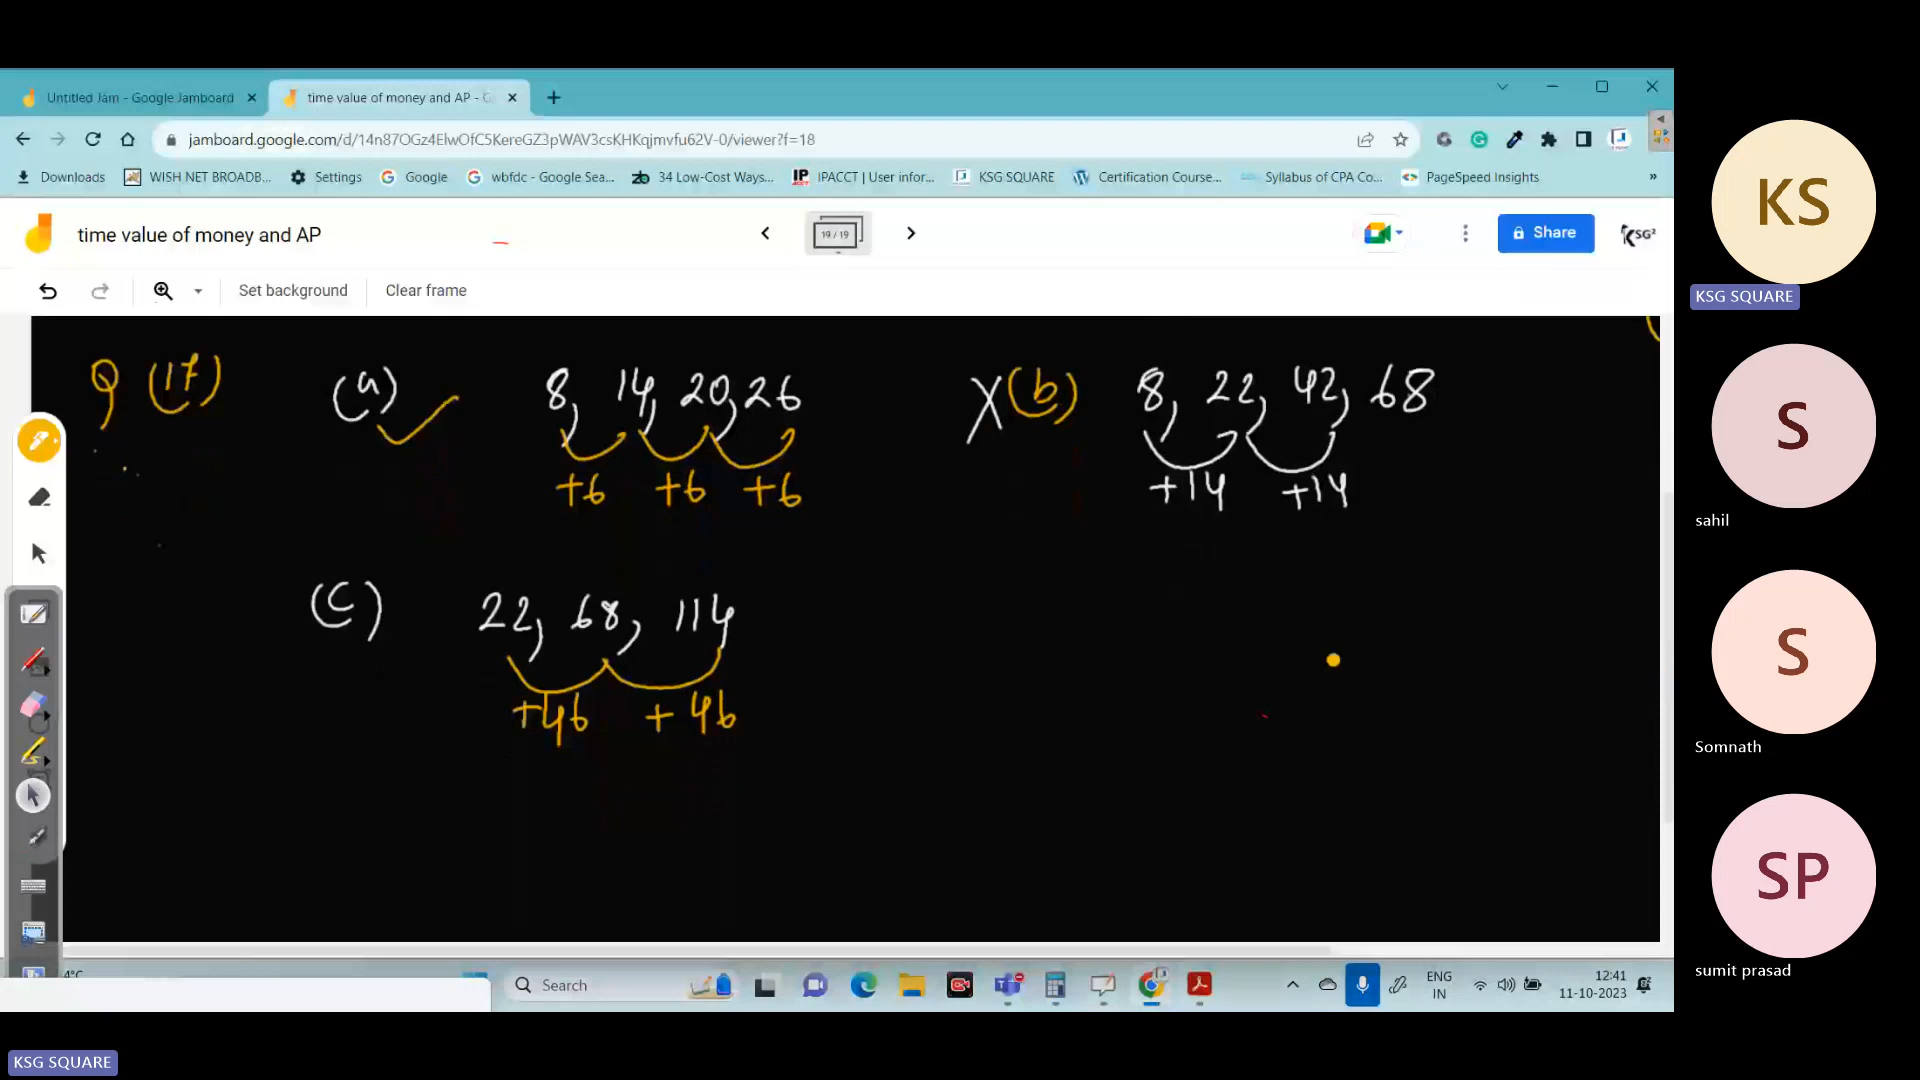 Untitled Jam - Google Jamboard
time value of money and AP - G
jamboard.google.com/d/14n87OGz4ElwOfC5KereGZ3pWAV3csKHKqjmvfu62V-0/viewer?f=18
Downloads WISH NET BROADB... Settings Google wbfdc - Google Sea... 34 Low-Cost Ways... IPACCT | User infor... KSG SQUARE Certification Course... Syllabus of CPA Co... PageSpeed Insights »
time value of money and AP
19 / 19
Share
KSG²
Set background Clear frame
Q (17) (a) 8, 14, 20, 26 X (b) 8, 22, 42, 68
+6 +6 +6 +14 +14
(C) 22, 68, 114
+46 + 46
KS
KSG SQUARE
S
sahil
S
Somnath
SP
sumit prasad
4°C
Search
ENG
IN
12:41
11-10-2023
KSG SQUARE